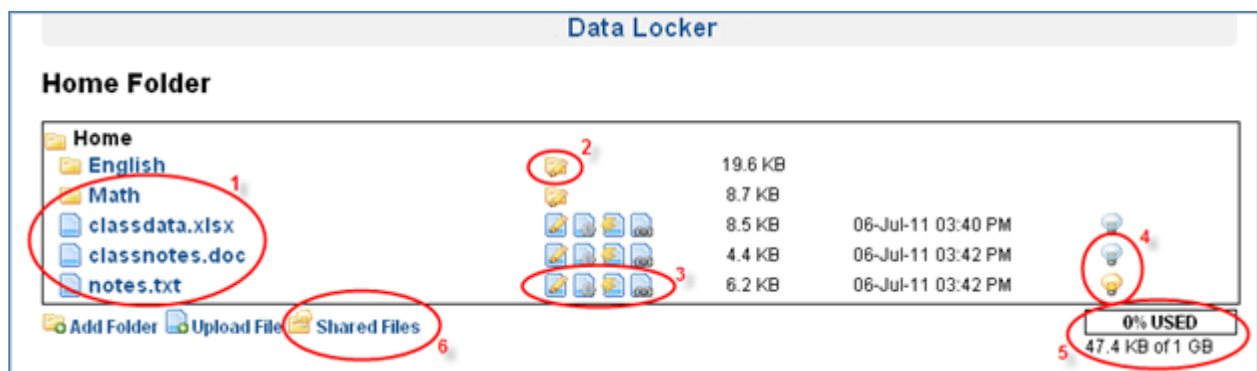 Data Locker
Home Folder
Home
English 2 19.6 KB
Math 1 8.7 KB
classdata.xlsx 8.5 KB 06-Jul-11 03:40 PM
classnotes.doc 4.4 KB 06-Jul-11 03:42 PM 4
notes.txt 3 6.2 KB 06-Jul-11 03:42 PM
Add Folder Upload File Shared Files 6 0% USED
5 47.4 KB of 1 GB